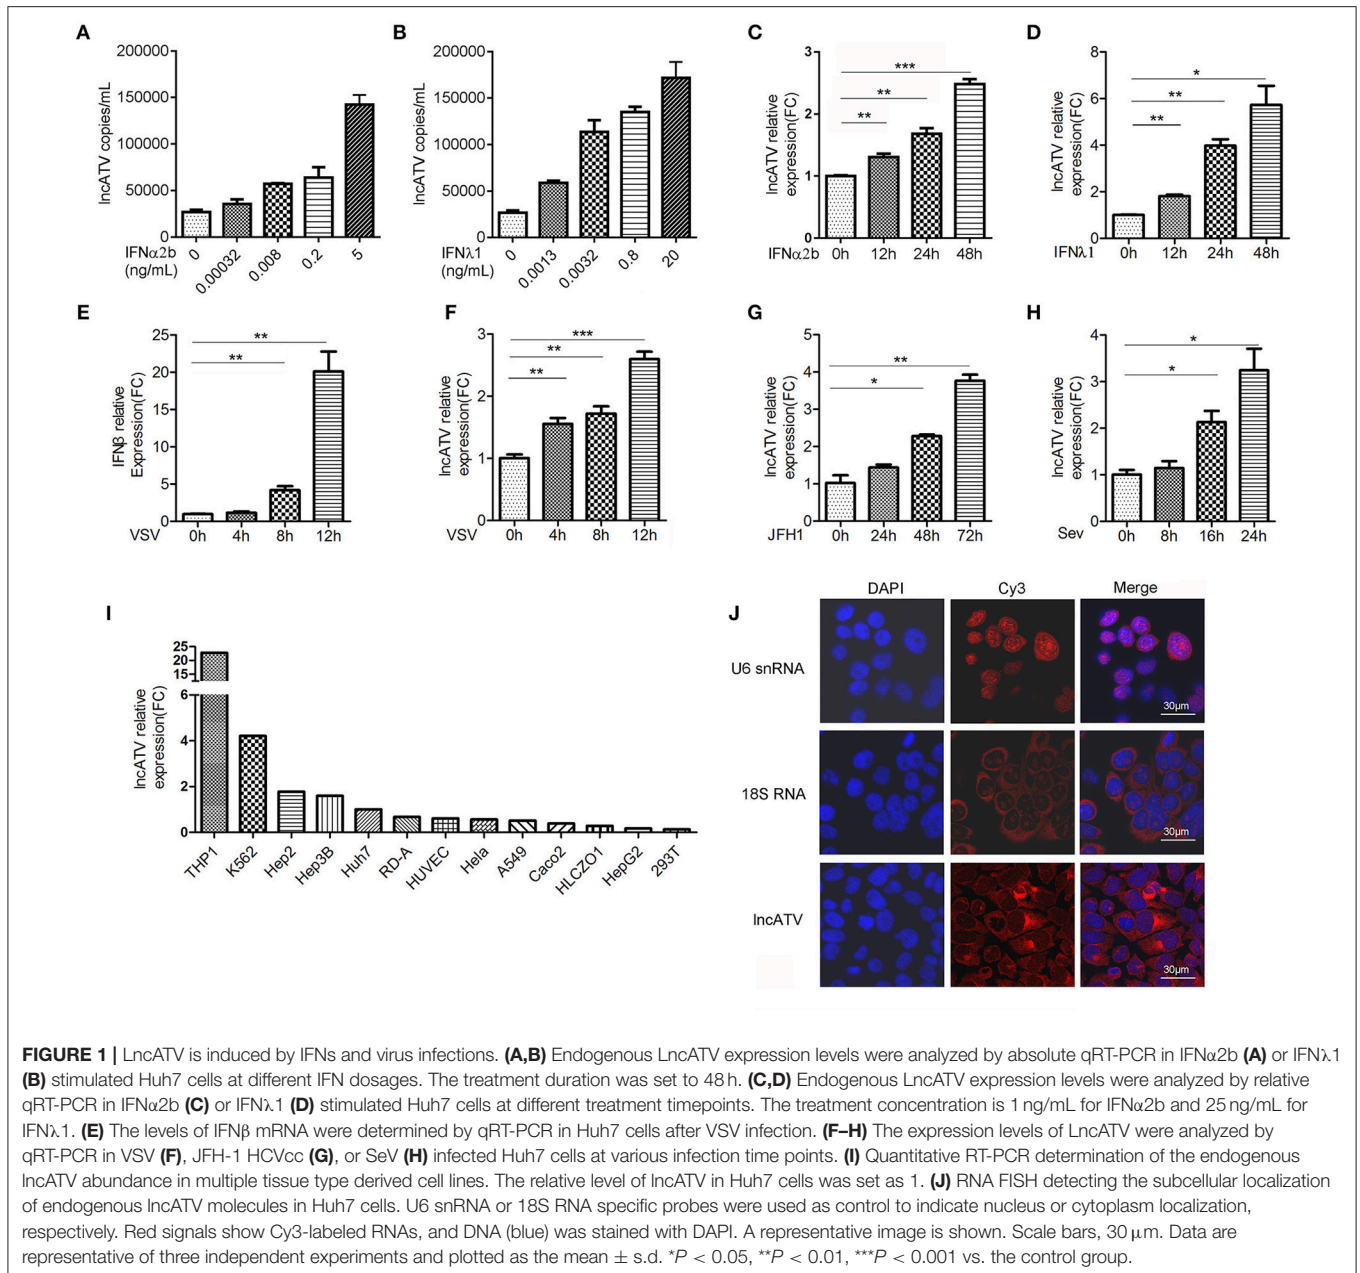 A
lncATV copies/mL
200000
150000
100000
50000
0
IFNα2b
(ng/mL)
0
0.00032
0.008
0.2
5
B
lncATV copies/mL
200000
150000
100000
50000
0
IFNλ1
(ng/mL)
0
0.0013
0.0032
0.8
20
C
lncATV relative
expression(FC)
3
2
1
0
***
**
**
IFNα2b
0h 12h 24h 48h
D
lncATV relative
expression(FC)
8
6
4
2
0
*
**
**
IFNλ1
0h 12h 24h 48h
E
IFNβ relative
Expression(FC)
25
20
15
10
5
0
**
**
VSV
0h 4h 8h 12h
F
lncATV relative
expression(FC)
3
2
1
0
***
**
**
VSV
0h 4h 8h 12h
G
lncATV relative
expression(FC)
5
4
3
2
1
0
**
*
JFH1
0h 24h 48h 72h
H
lncATV relative
expression(FC)
4
3
2
1
0
*
*
Sev
0h 8h 16h 24h
I
lncATV relative
expression(FC)
25
20
15
6
4
2
0
THP1
K562
Hep2
Hep3B
Huh7
RD-A
HUVEC
Hela
A549
Caco2
HLCZO1
HepG2
293T
J
DAPI Cy3 Merge
U6 snRNA
30μm
18S RNA
30μm
lncATV
30μm
FIGURE 1 | LncATV is induced by IFNs and virus infections. (A,B) Endogenous LncATV expression levels were analyzed by absolute qRT-PCR in IFNα2b (A) or IFNλ1
(B) stimulated Huh7 cells at different IFN dosages. The treatment duration was set to 48 h. (C,D) Endogenous LncATV expression levels were analyzed by relative
qRT-PCR in IFNα2b (C) or IFNλ1 (D) stimulated Huh7 cells at different treatment timepoints. The treatment concentration is 1 ng/mL for IFNα2b and 25 ng/mL for
IFNλ1. (E) The levels of IFNβ mRNA were determined by qRT-PCR in Huh7 cells after VSV infection. (F–H) The expression levels of LncATV were analyzed by
qRT-PCR in VSV (F), JFH-1 HCVcc (G), or SeV (H) infected Huh7 cells at various infection time points. (I) Quantitative RT-PCR determination of the endogenous
lncATV abundance in multiple tissue type derived cell lines. The relative level of lncATV in Huh7 cells was set as 1. (J) RNA FISH detecting the subcellular localization
of endogenous lncATV molecules in Huh7 cells. U6 snRNA or 18S RNA specific probes were used as control to indicate nucleus or cytoplasm localization,
respectively. Red signals show Cy3-labeled RNAs, and DNA (blue) was stained with DAPI. A representative image is shown. Scale bars, 30 μm. Data are
representative of three independent experiments and plotted as the mean ± s.d. *P < 0.05, **P < 0.01, ***P < 0.001 vs. the control group.